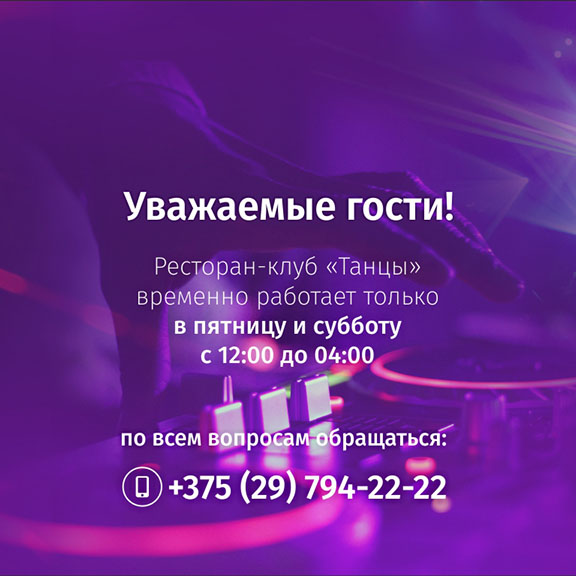 Уважаемые гости!
Ресторан-клуб «Танцы»
временно работает только
в пятницу и субботу
с 12:00 до 04:00
по всем вопросам обращаться:
+375 (29) 794-22-22